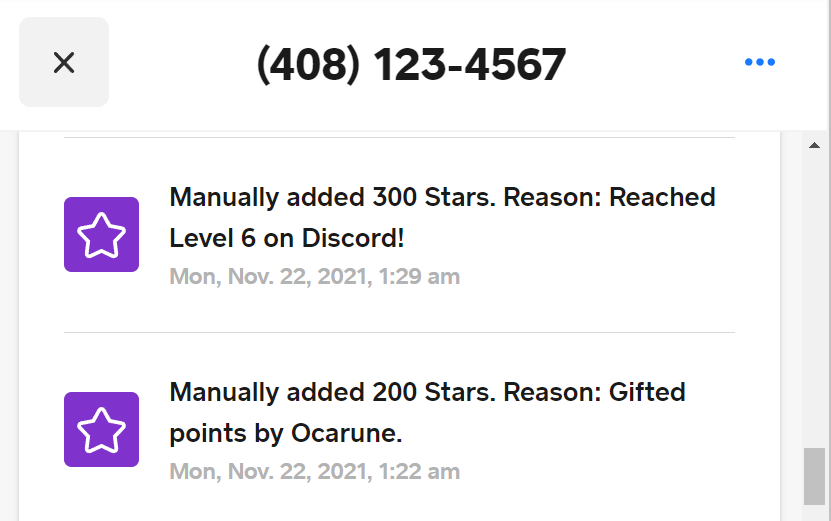 (408) 123-4567
Manually added 300 Stars. Reason: Reached
Level 6 on Discord!
Mon, Nov. 22, 2021, 1:29 am
Manually added 200 Stars. Reason: Gifted
points by Ocarune.
Mon, Nov. 22, 2021, 1:22 am